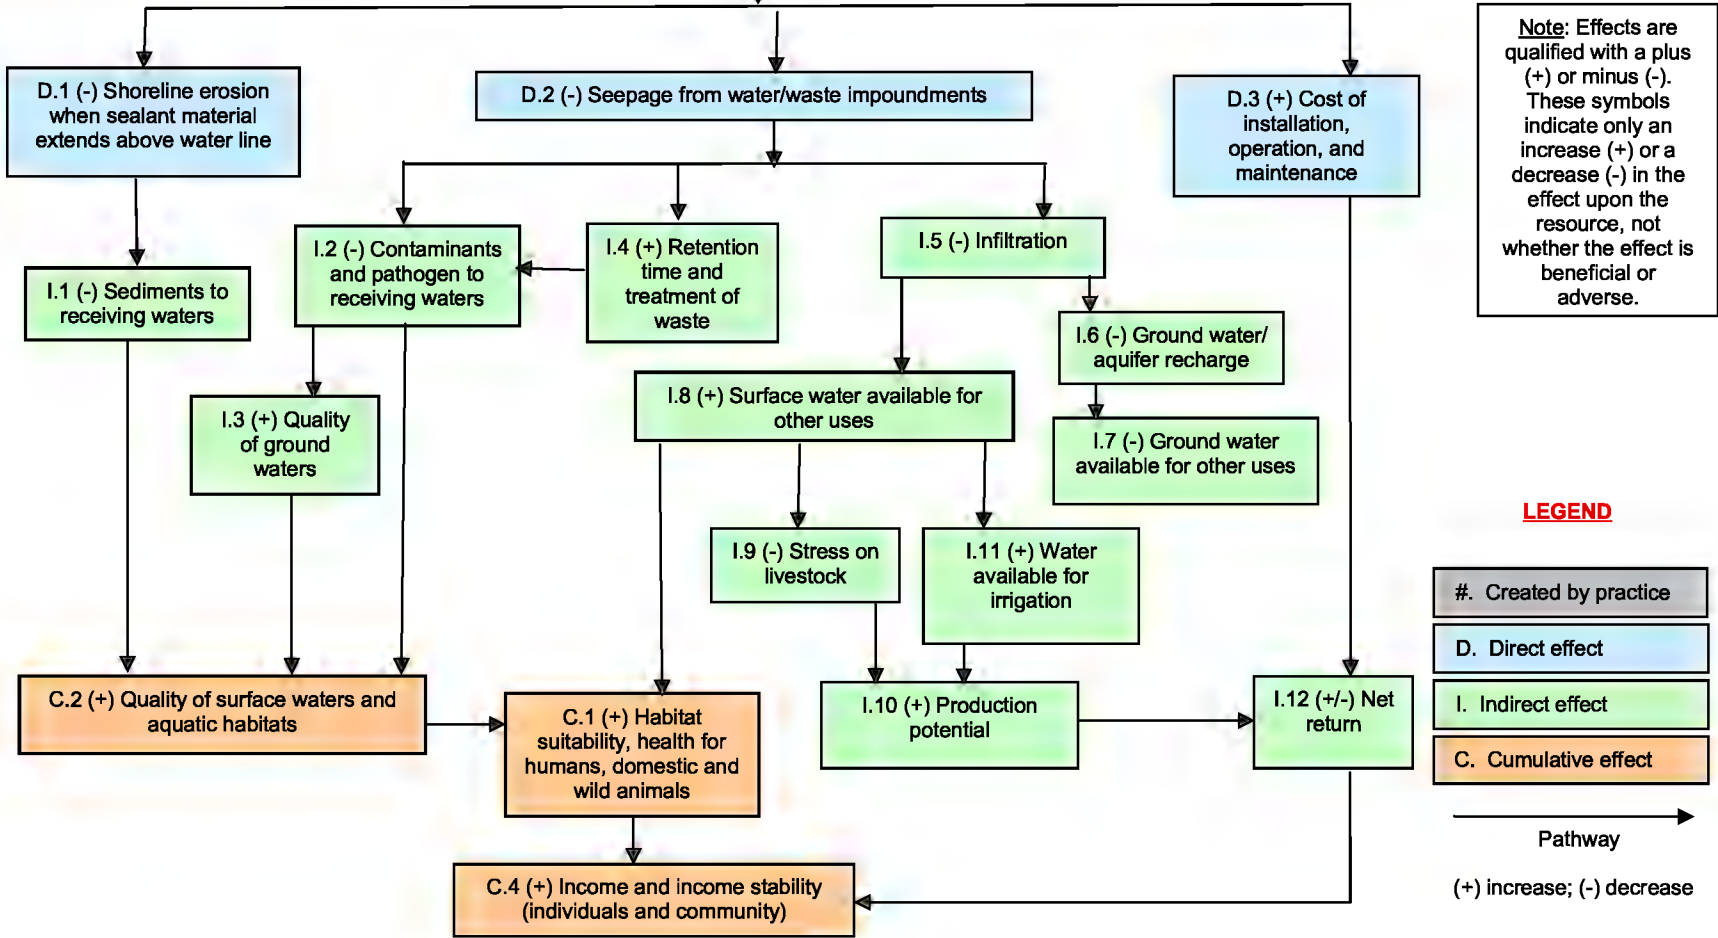 D.1 (-) Shoreline erosion
when sealant material
extends above water line
D.2 (-) Seepage from water/waste impoundments
D.3 (+) Cost of
installation,
operation, and
maintenance
Note: Effects are
qualified with a plus
(+) or minus (-).
These symbols
indicate only an
increase (+) or a
decrease (-) in the
effect upon the
resource, not
whether the effect is
beneficial or
adverse.
I.1 (-) Sediments to
receiving waters
I.2 (-) Contaminants
and pathogen to
receiving waters
I.4 (+) Retention
time and
treatment of
waste
I.5 (-) Infiltration
I.6 (-) Ground water/
aquifer recharge
I.3 (+) Quality
of ground
waters
I.8 (+) Surface water available for
other uses
I.7 (-) Ground water
available for other uses
I.9 (-) Stress on
livestock
I.11 (+) Water
available for
irrigation
C.2 (+) Quality of surface waters and
aquatic habitats
C.1 (+) Habitat
suitability, health for
humans, domestic and
wild animals
I.10 (+) Production
potential
I.12 (+/-) Net
return
C.4 (+) Income and income stability
(individuals and community)
LEGEND
#. Created by practice
D. Direct effect
I. Indirect effect
C. Cumulative effect
Pathway
(+) increase; (-) decrease